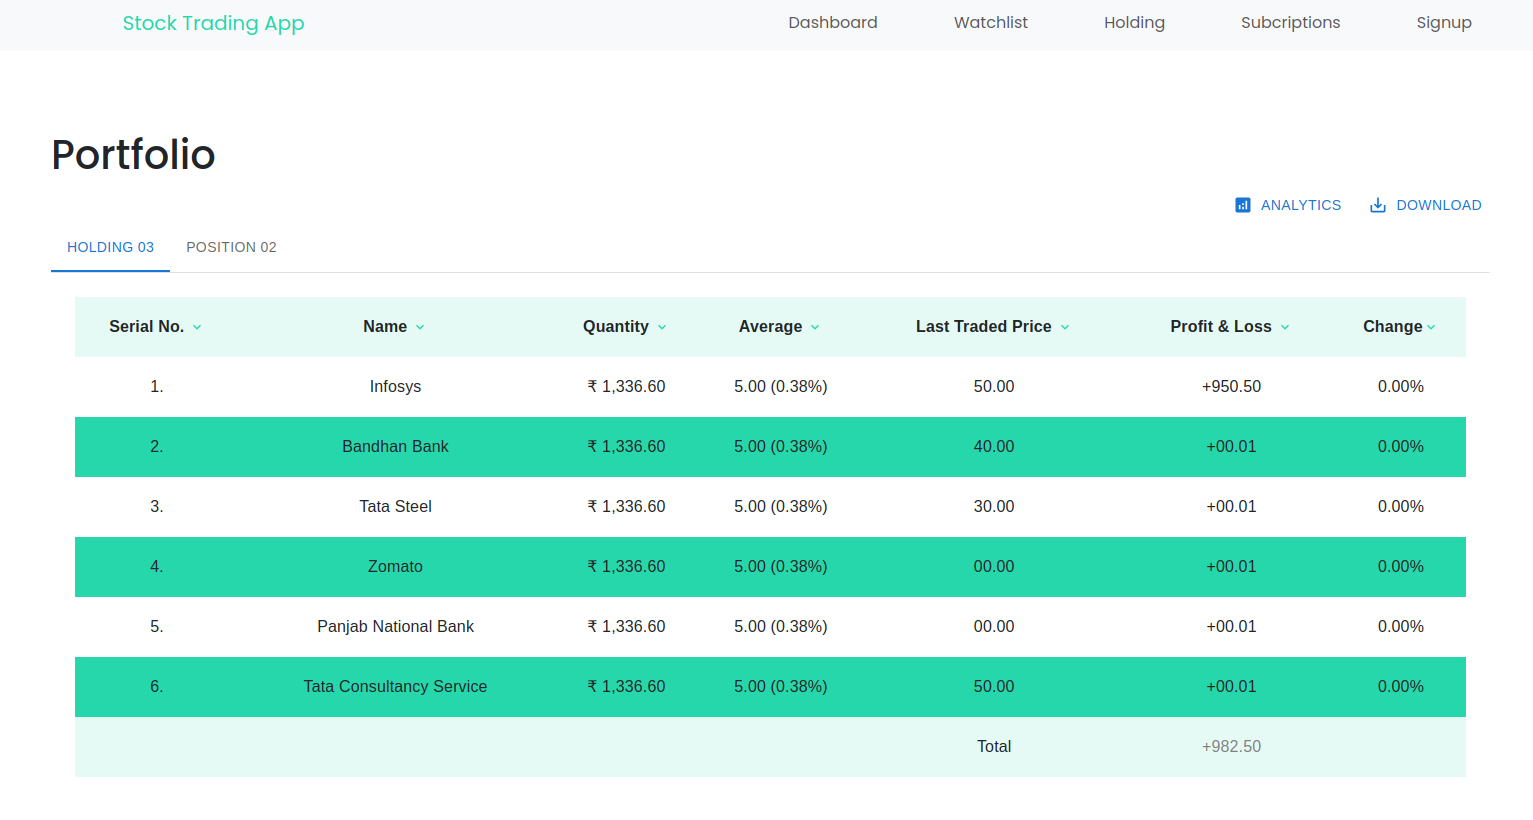 Stock Trading App Dashboard Watchlist Holding Subcriptions Signup
Portfolio
ANALYTICS DOWNLOAD
HOLDING 03 POSITION 02
Serial No. Name Quantity Average Last Traded Price Profit & Loss Change
1. Infosys ₹ 1,336.60 5.00 (0.38%) 50.00 +950.50 0.00%
2. Bandhan Bank ₹ 1,336.60 5.00 (0.38%) 40.00 +00.01 0.00%
3. Tata Steel ₹ 1,336.60 5.00 (0.38%) 30.00 +00.01 0.00%
4. Zomato ₹ 1,336.60 5.00 (0.38%) 00.00 +00.01 0.00%
5. Panjab National Bank ₹ 1,336.60 5.00 (0.38%) 00.00 +00.01 0.00%
6. Tata Consultancy Service ₹ 1,336.60 5.00 (0.38%) 50.00 +00.01 0.00%
Total +982.50